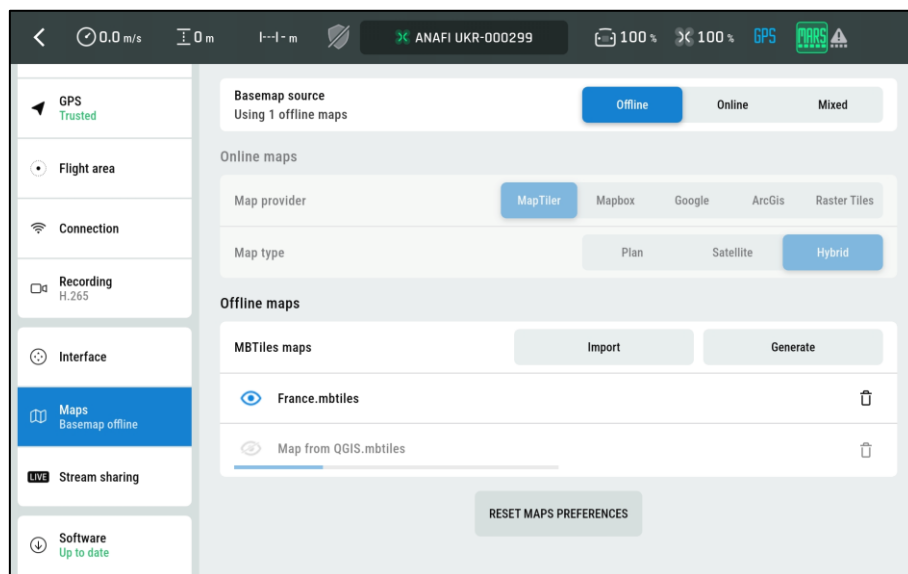 0.0 m/s
0 m
- m
ANAFI UKR-000299
100 %
100 %
GPS
MARS
GPS
Trusted
Flight area
Connection
Recording
H.265
Interface
Maps
Basemap offline
LIVE
Stream sharing
Software
Up to date
Basemap source
Using 1 offline maps
Offline
Online
Mixed
Online maps
Map provider
MapTiler
Mapbox
Google
ArcGis
Raster Tiles
Map type
Plan
Satellite
Hybrid
Offline maps
MBTiles maps
Import
Generate
France.mbtiles
Map from QGIS.mbtiles
RESET MAPS PREFERENCES